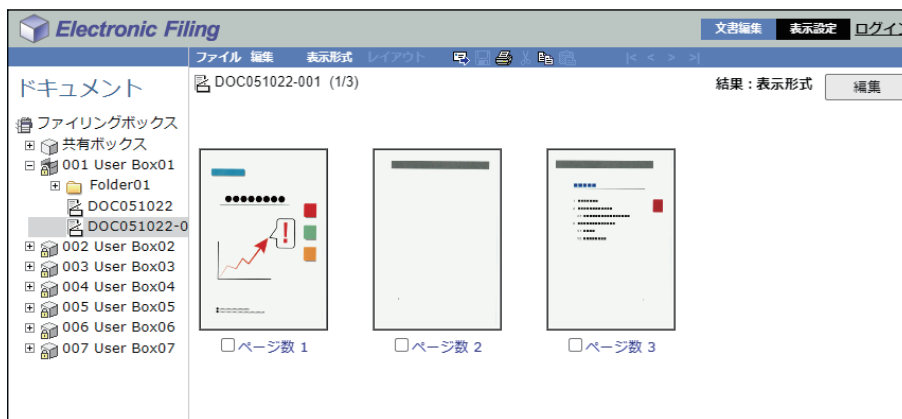 Electronic Filing
文書編集 表示設定 ログイン
ファイル 編集 表示形式 レイアウト |< < > >|
ドキュメント
DOC051022-001 (1/3)
結果：表示形式 編集
ファイリングボックス
共有ボックス
001 User Box01
Folder01
DOC051022
DOC051022-0
002 User Box02
003 User Box03
004 User Box04
005 User Box05
006 User Box06
007 User Box07
!
ページ数 1 ページ数 2 ページ数 3